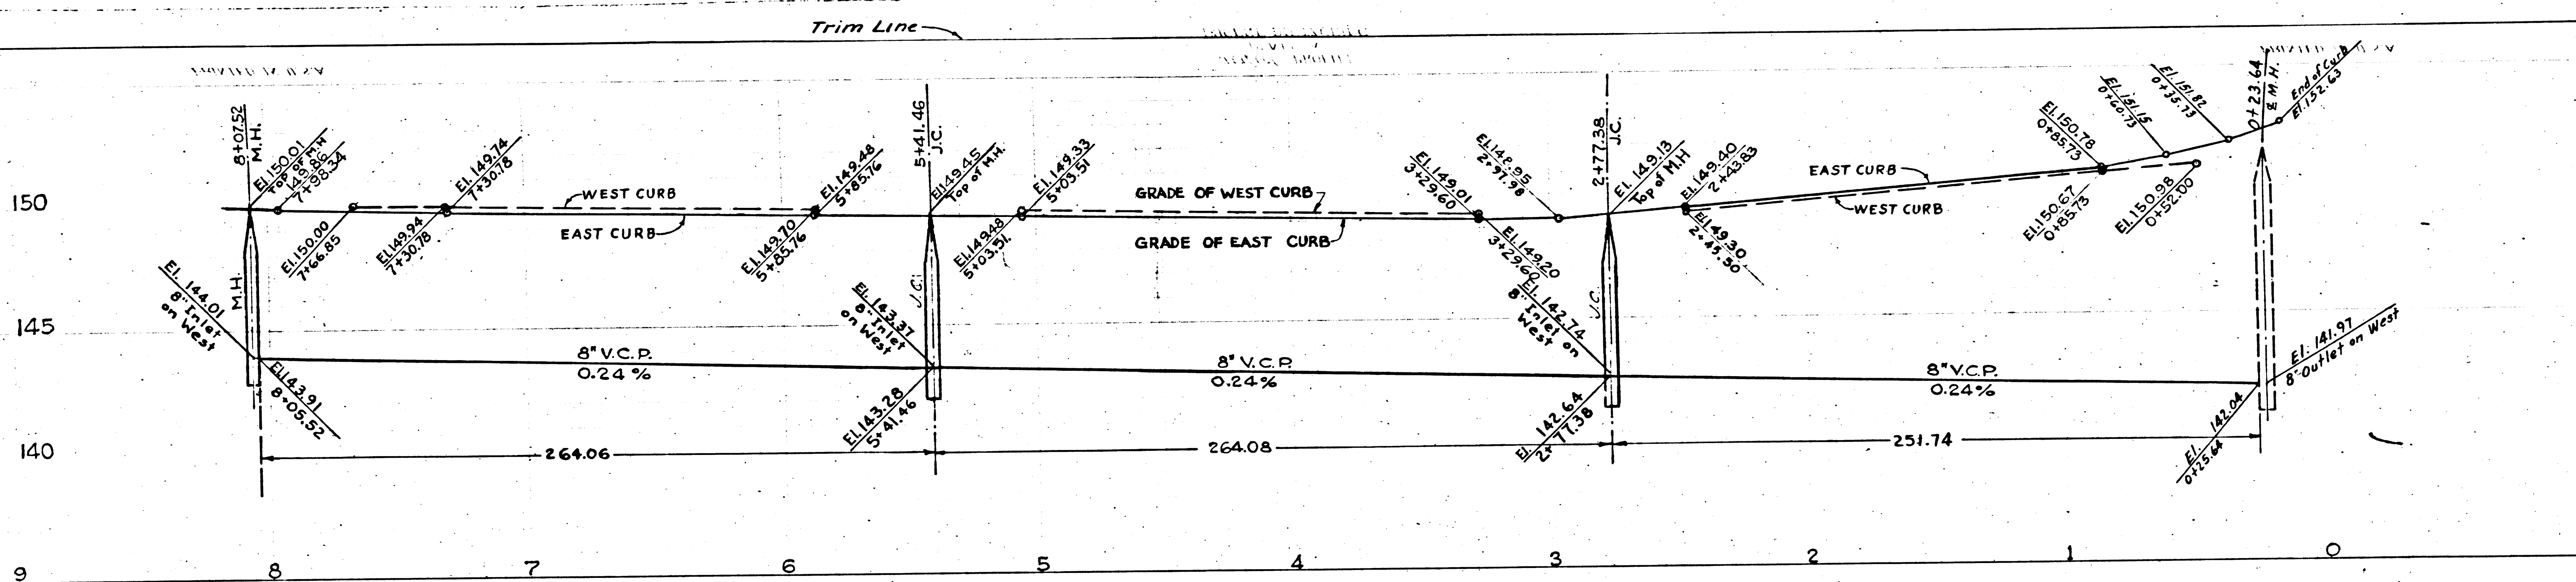 Trim Line
PRINTED IN U.S.A
PRINTED IN U.S.A
8+07.52
M.H.
El. 150.01
Top of M.H
149.86
7+98.34
El. 150.00
7+66.85
El. 149.74
7+30.78
El. 149.94
7+30.78
WEST CURB
EAST CURB
El. 149.48
5+85.76
El. 149.70
5+85.76
5+41.46
J.C.
El. 149.45
Top of M.H.
El. 149.33
5+03.51
El. 149.48
5+03.51
GRADE OF WEST CURB
GRADE OF EAST CURB
El. 149.01
3+29.60
El. 148.95
2+97.98
El. 149.20
3+29.60
2+77.38
J.C.
El. 149.13
Top of M.H
El. 149.40
2+43.83
El. 149.30
2+45.50
EAST CURB
WEST CURB
El. 150.78
0+85.73
El. 151.15
0+60.73
El. 151.82
0+35.73
El. 150.67
0+85.73
El. 150.98
0+52.00
0+23.64
M.H.
End of Curb
El. 152.63
150
145
140
M.H.
El. 144.01
8" Inlet
on West
El. 143.91
8+05.52
8" V.C.P.
0.24%
J.C.
El. 143.37
8" Inlet
on West
El. 143.28
5+41.46
8" V.C.P.
0.24%
J.C.
El. 142.74
8" Inlet
West on
El. 142.64
2+77.38
8" V.C.P.
0.24%
El. 141.97
8" Outlet on West
El. 142.04
0+25.64
264.06
264.08
251.74
9 8 7 6 5 4 3 2 1 0